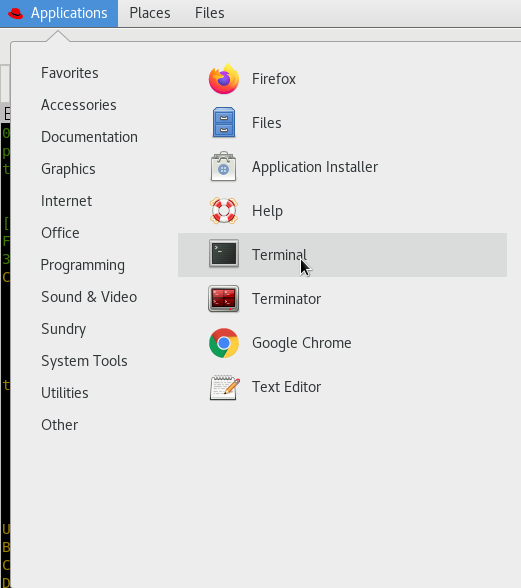 Applications Places Files
Favorites
Accessories
Documentation
Graphics
Internet
Office
Programming
Sound & Video
Sundry
System Tools
Utilities
Other
Firefox
Files
Application Installer
Help
Terminal
Terminator
Google Chrome
Text Editor